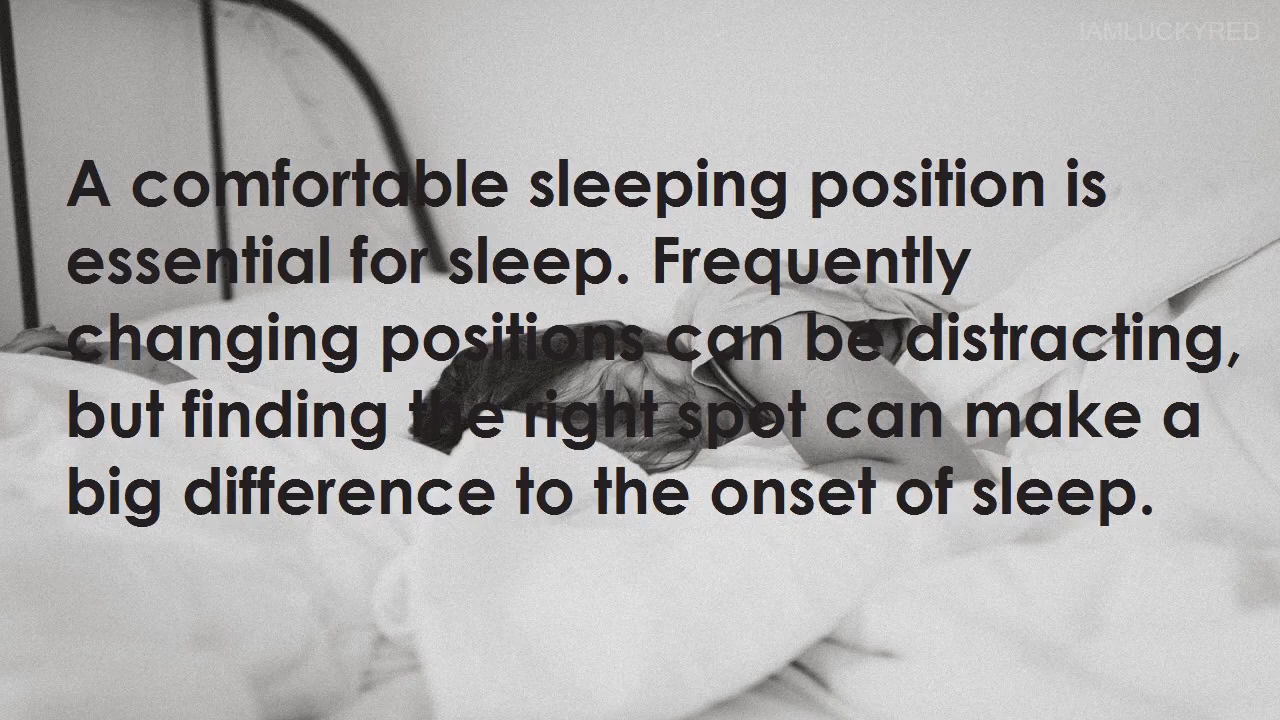 IAMLUCKYRED
A comfortable sleeping position is
essential for sleep. Frequently
changing positions can be distracting,
but finding the right spot can make a
big difference to the onset of sleep.